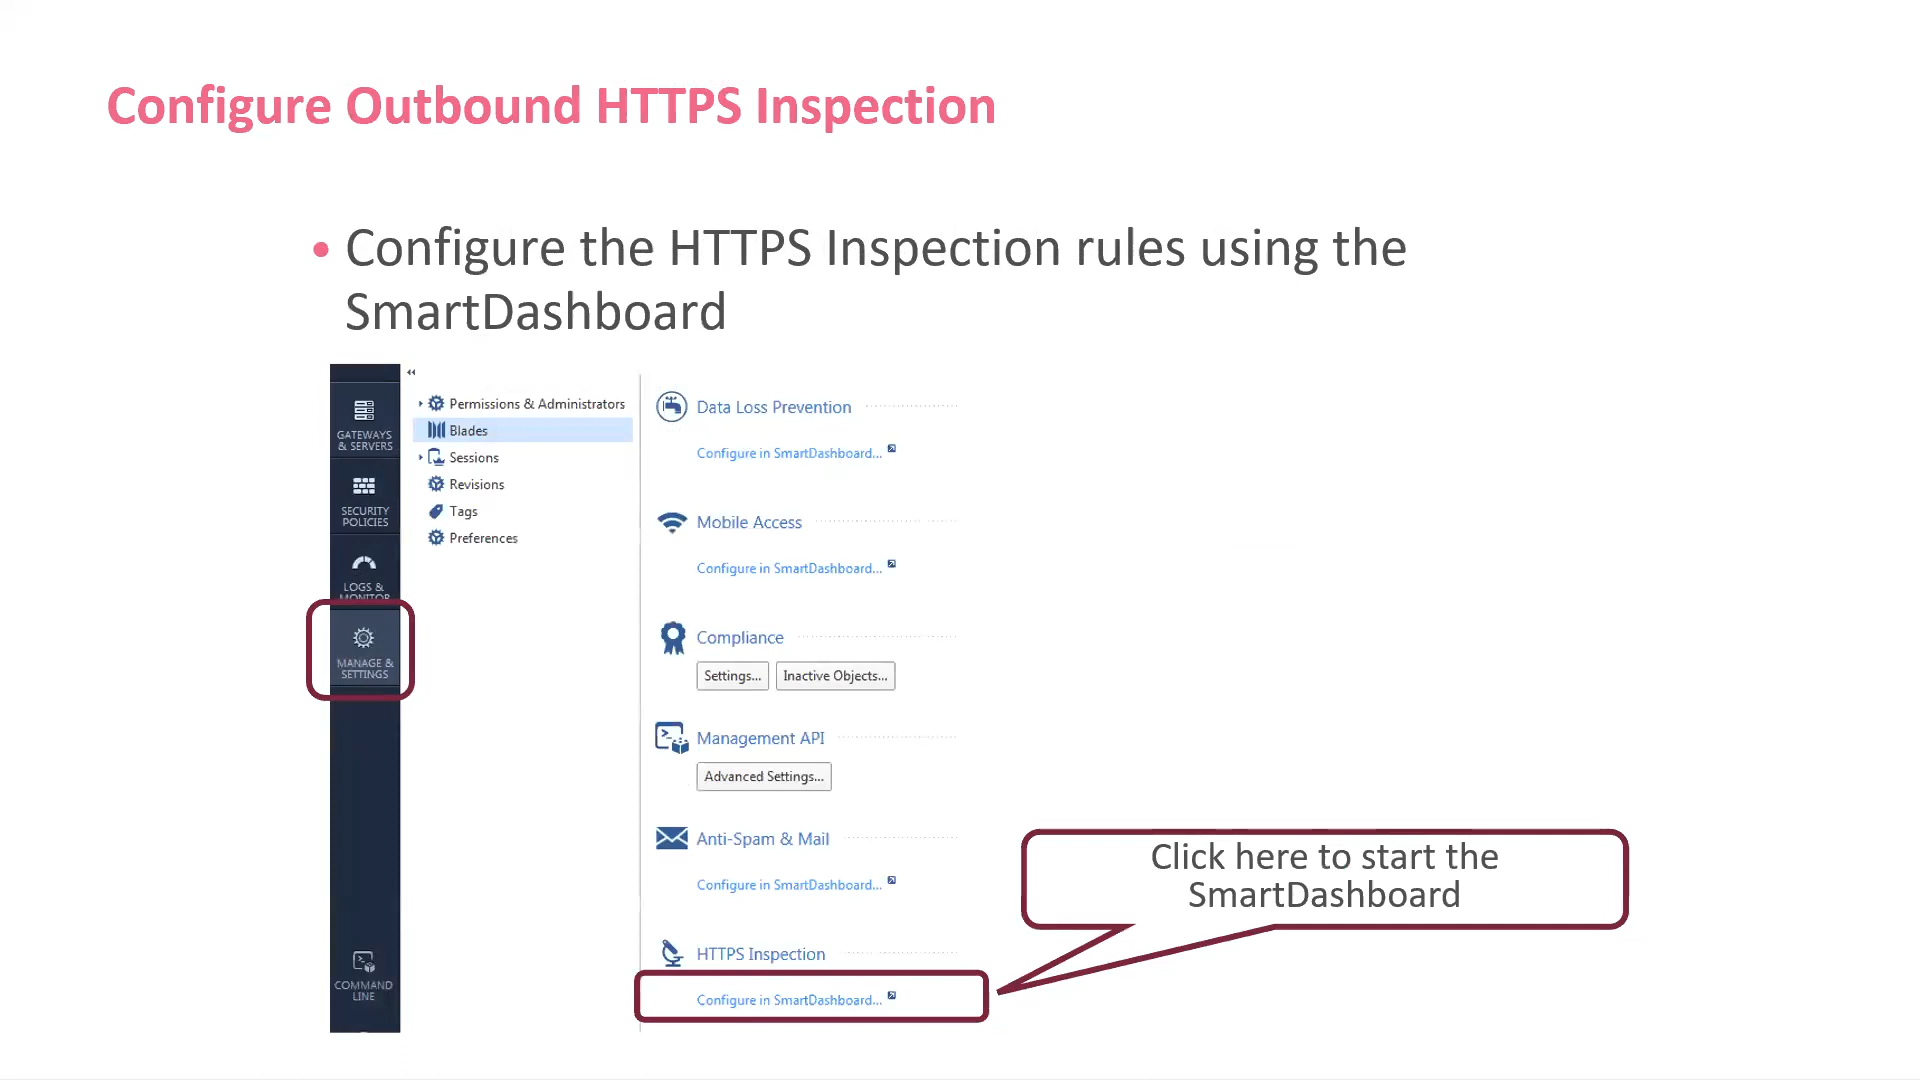 Configure Outbound HTTPS Inspection
• Configure the HTTPS Inspection rules using the
SmartDashboard
GATEWAYS
& SERVERS
SECURITY
POLICIES
LOGS &
MONITOR
MANAGE &
SETTINGS
COMMAND
LINE
Permissions & Administrators
Blades
Sessions
Revisions
Tags
Preferences
Data Loss Prevention
Configure in SmartDashboard...
Mobile Access
Configure in SmartDashboard...
Compliance
Settings... Inactive Objects...
Management API
Advanced Settings...
Anti-Spam & Mail
Configure in SmartDashboard...
HTTPS Inspection
Configure in SmartDashboard...
Click here to start the
SmartDashboard